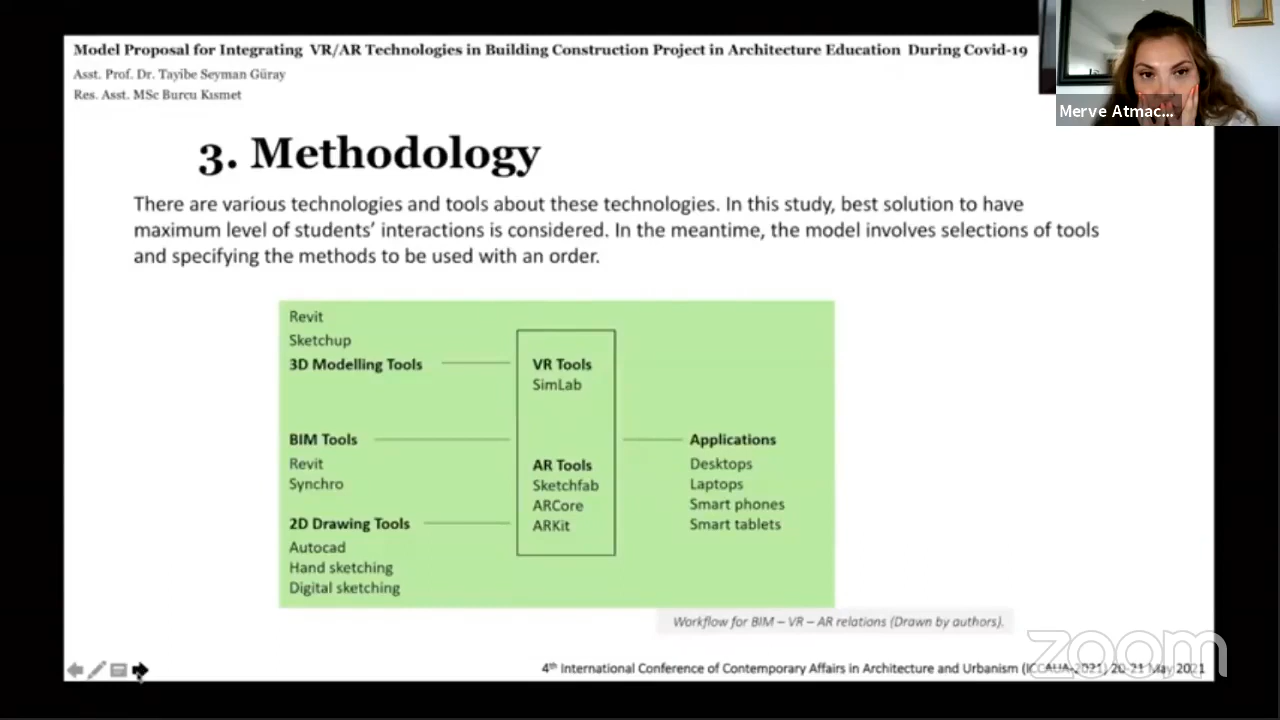 Model Proposal for Integrating VR/AR Technologies in Building Construction Project in Architecture Education During Covid-19
Asst. Prof. Dr. Tayibe Seyman Güray
Res. Asst. MSc Burcu Kısmet
Merve Atmac...
3. Methodology
There are various technologies and tools about these technologies. In this study, best solution to have
maximum level of students' interactions is considered. In the meantime, the model involves selections of tools
and specifying the methods to be used with an order.
Revit
Sketchup
3D Modelling Tools
BIM Tools
Revit
Synchro
2D Drawing Tools
Autocad
Hand sketching
Digital sketching
VR Tools
SimLab
AR Tools
Sketchfab
ARCore
ARKit
Applications
Desktops
Laptops
Smart phones
Smart tablets
Workflow for BIM – VR – AR relations (Drawn by authors).
4th International Conference of Contemporary Affairs in Architecture and Urbanism (ICCAUA-2021) 20-21 May 2021
zoom